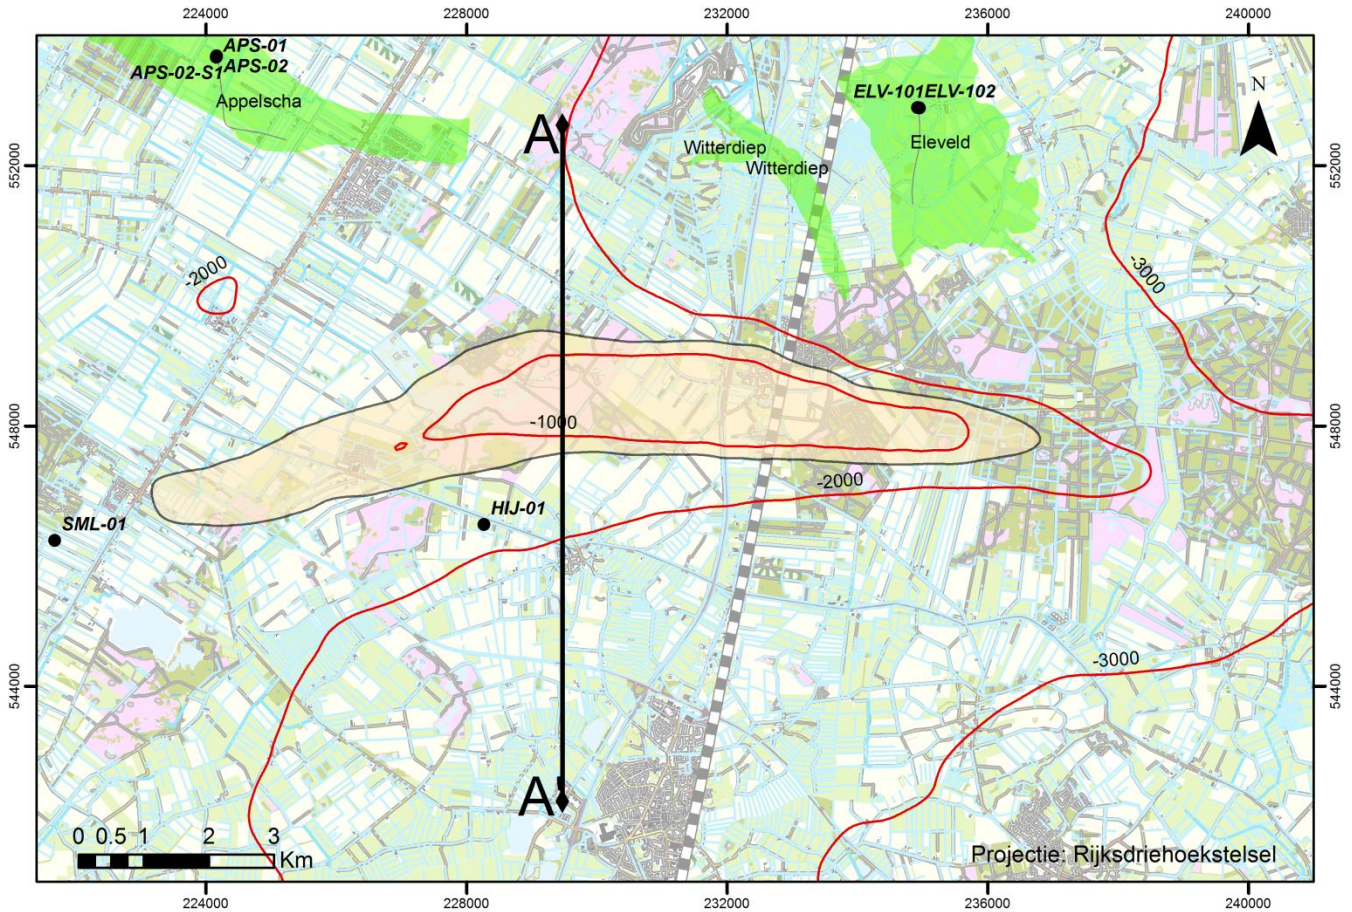 224000 228000 232000 236000 240000
APS-01
APS-02-S1 APS-02
Appelscha
ELV-101 ELV-102
Eleveld
N
A
Witterdiep
Witterdiep
552000 552000
-2000
-3000
-1000
548000 548000
-2000
SML-01
HIJ-01
-3000
544000 544000
A'
0 0.5 1 2 3
Km
Projectie: Rijksdriehoekstelsel
224000 228000 232000 236000 240000